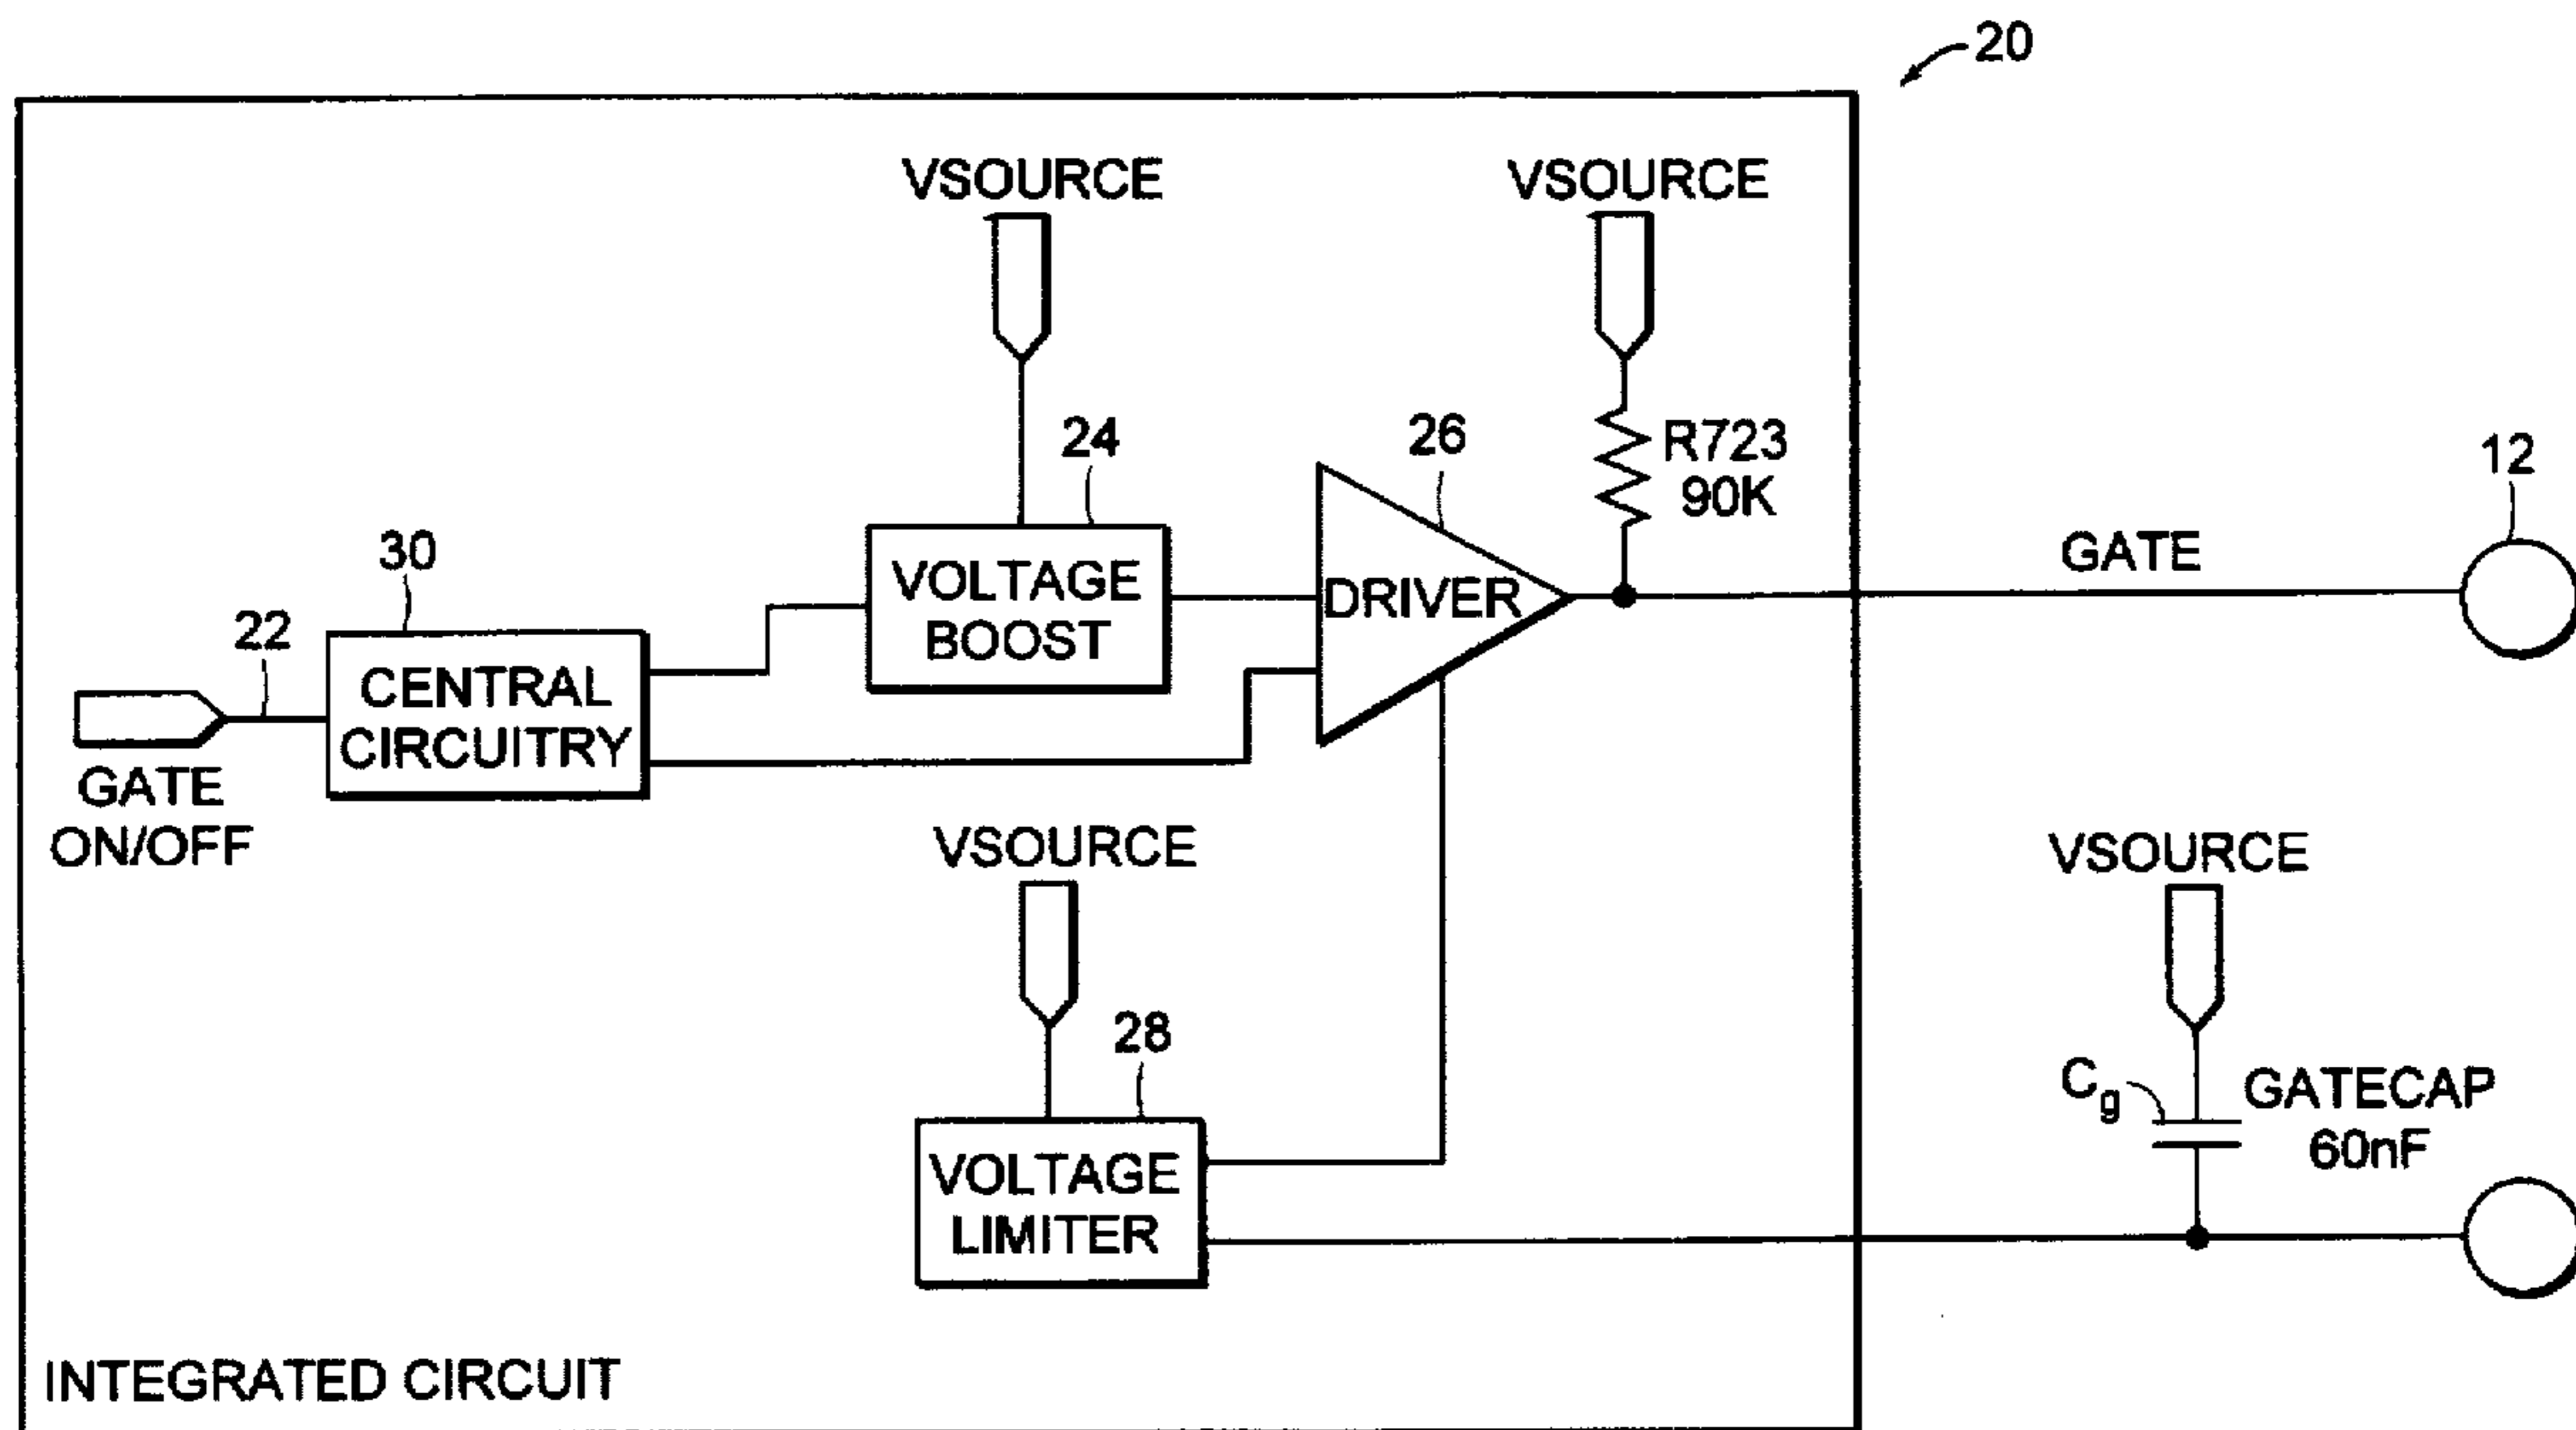 20
VSOURCE
VSOURCE
24
26
R723
90K
12
30
VOLTAGE
BOOST
DRIVER
GATE
22
CENTRAL
CIRCUITRY
GATE
ON/OFF
VSOURCE
VSOURCE
28
Cg
GATECAP
60nF
VOLTAGE
LIMITER
INTEGRATED CIRCUIT